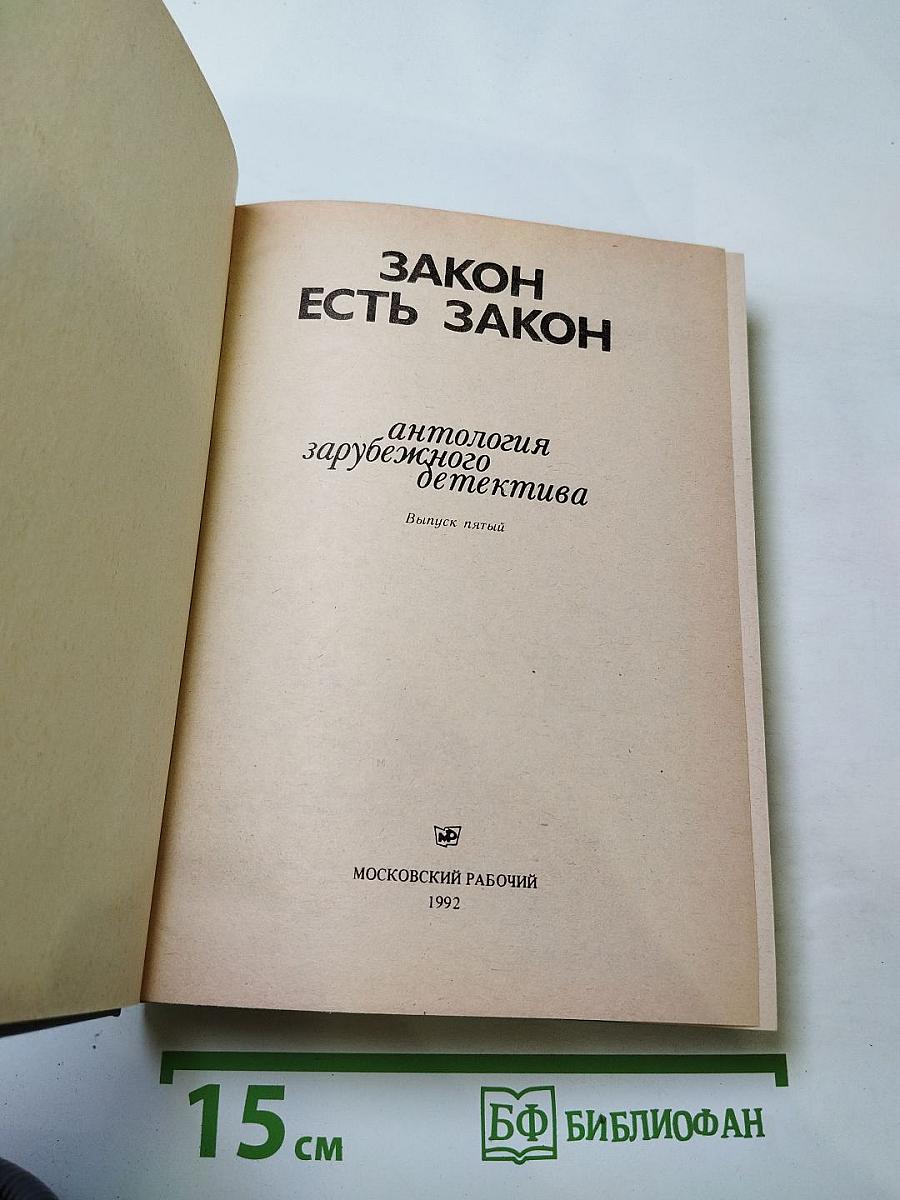 ЗАКОН
ЕСТЬ ЗАКОН
антология
зарубежного
детектива
Выпуск пятый
МР
МОСКОВСКИЙ РАБОЧИЙ
1992
15 см
БФ БИБЛИОФАН